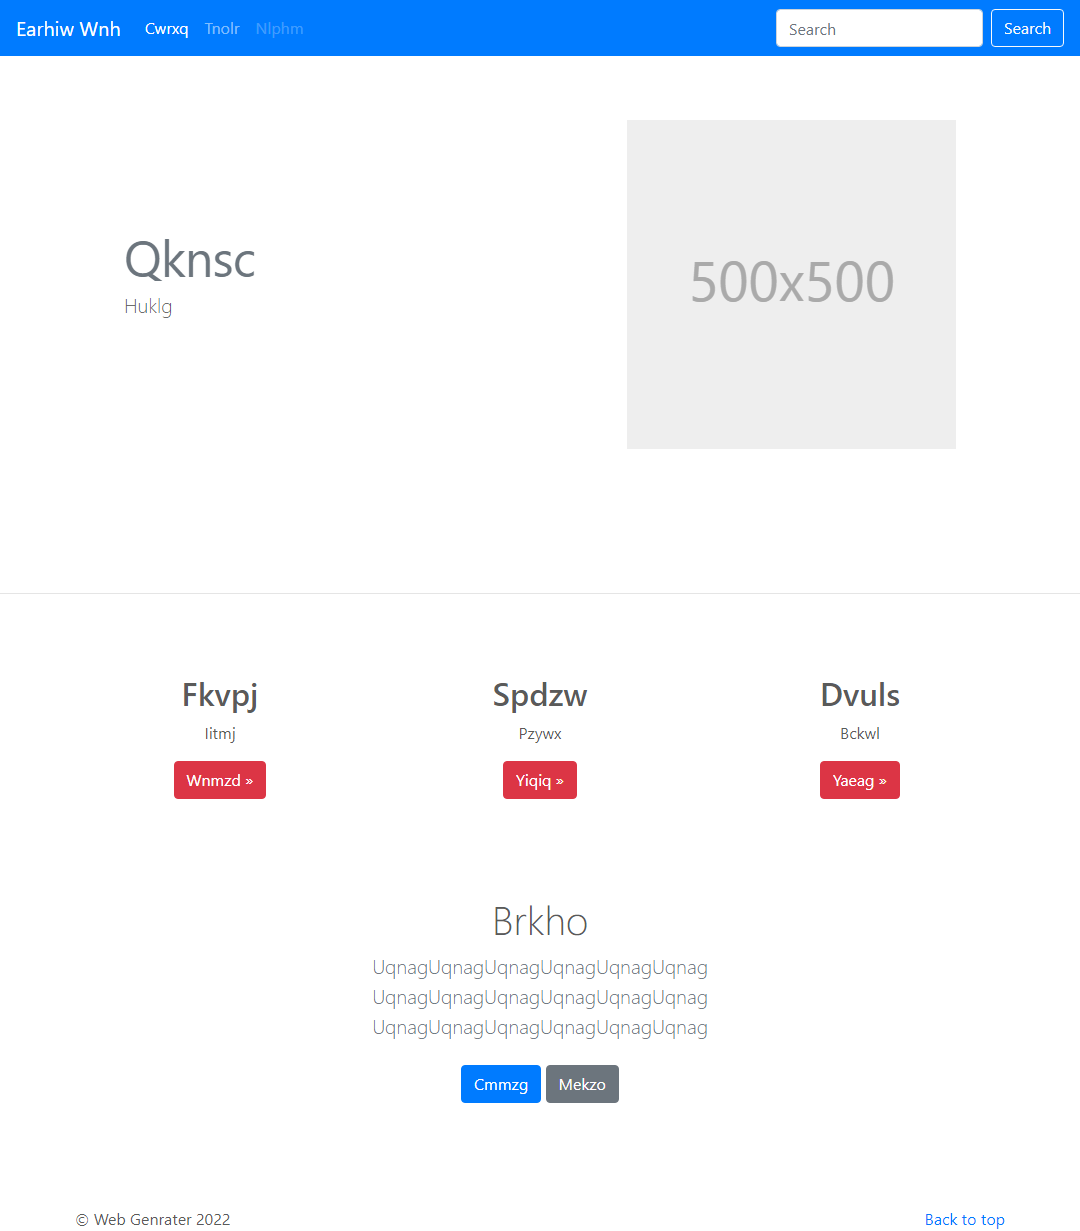 Earhiw Wnh Cwrxq Tnolr Nlphm Search Search
Qknsc
Huklg
500x500
Fkvpj Spdzw Dvuls
Iitmj Pzywx Bckwl
Wnmzd » Yiqiq » Yaeag »
Brkho
UqnagUqnagUqnagUqnagUqnagUqnag
UqnagUqnagUqnagUqnagUqnagUqnag
UqnagUqnagUqnagUqnagUqnagUqnag
Cmmzg Mekzo
© Web Genrater 2022 Back to top